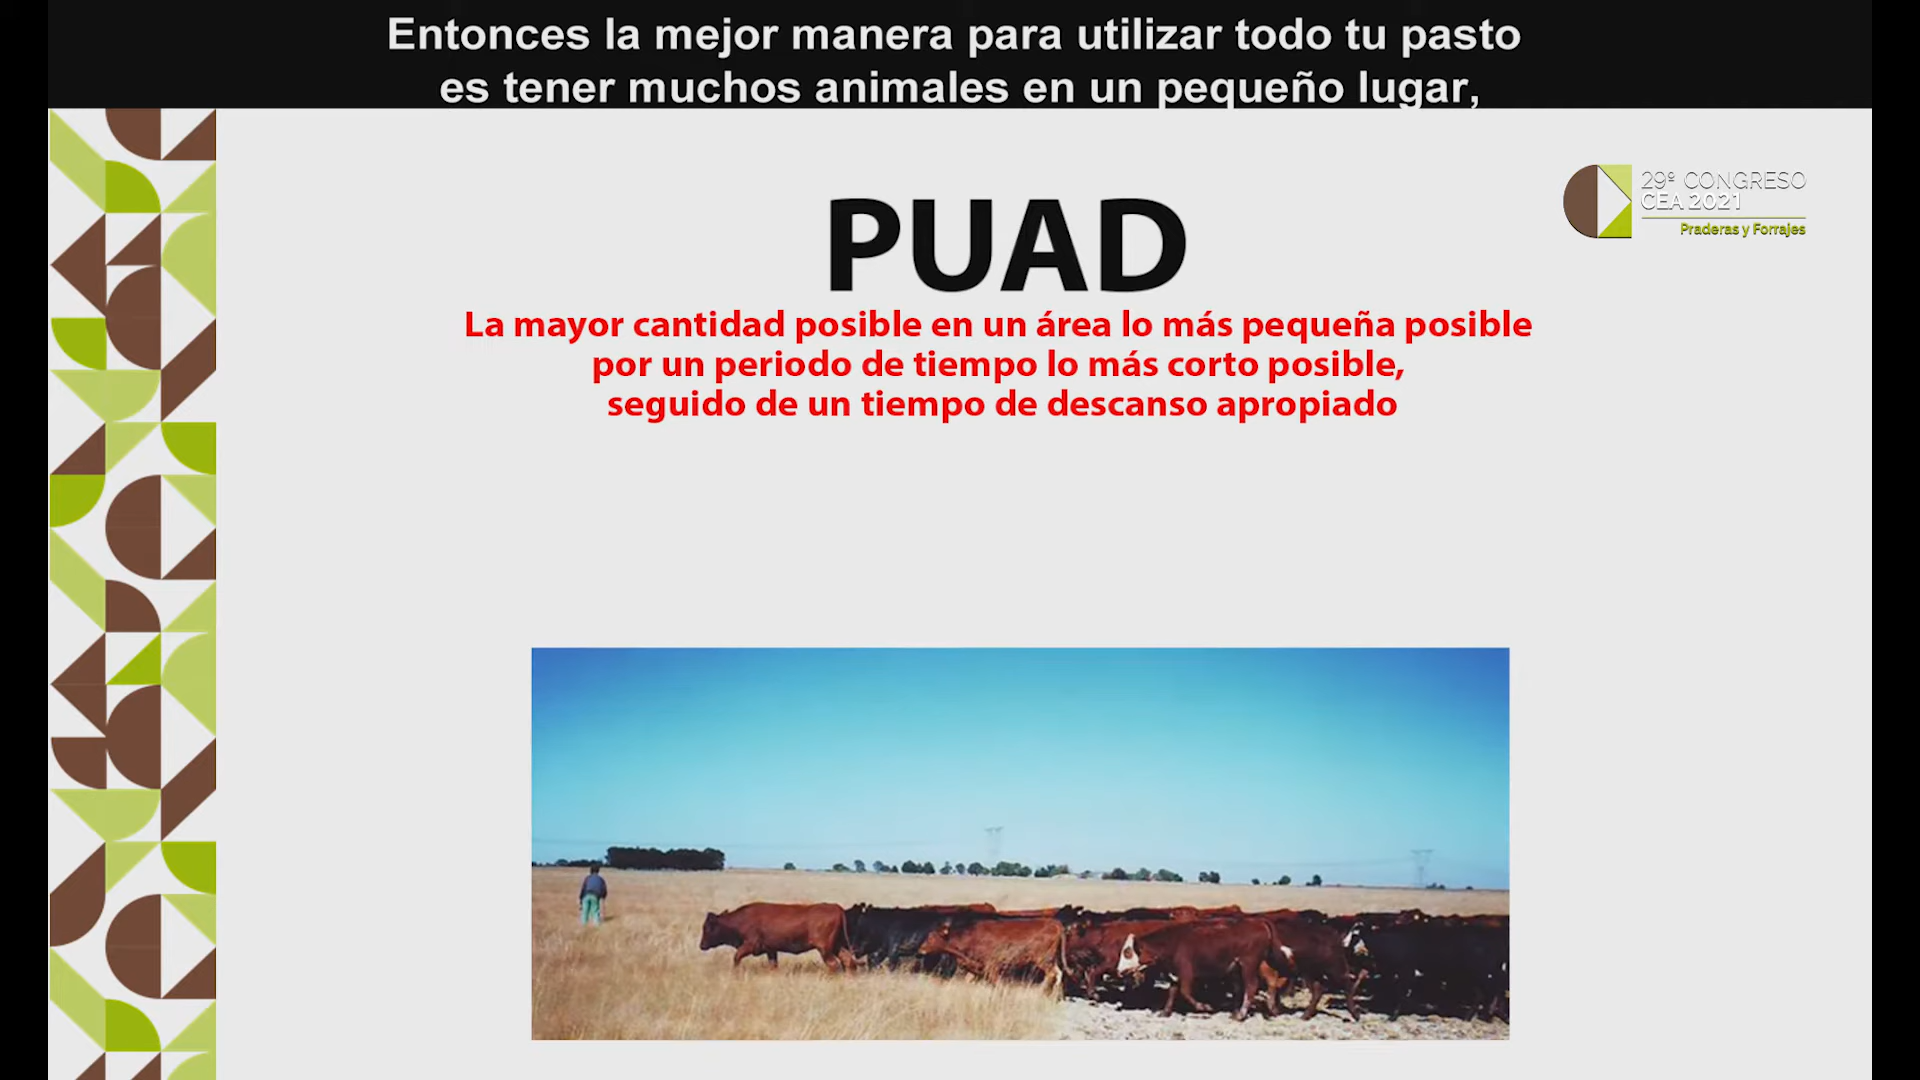 Entonces la mejor manera para utilizar todo tu pasto
es tener muchos animales en un pequeño lugar,
29º CONGRESO
CEA 2021
Praderas y Forrajes
PUAD
La mayor cantidad posible en un área lo más pequeña posible
por un periodo de tiempo lo más corto posible,
seguido de un tiempo de descanso apropiado